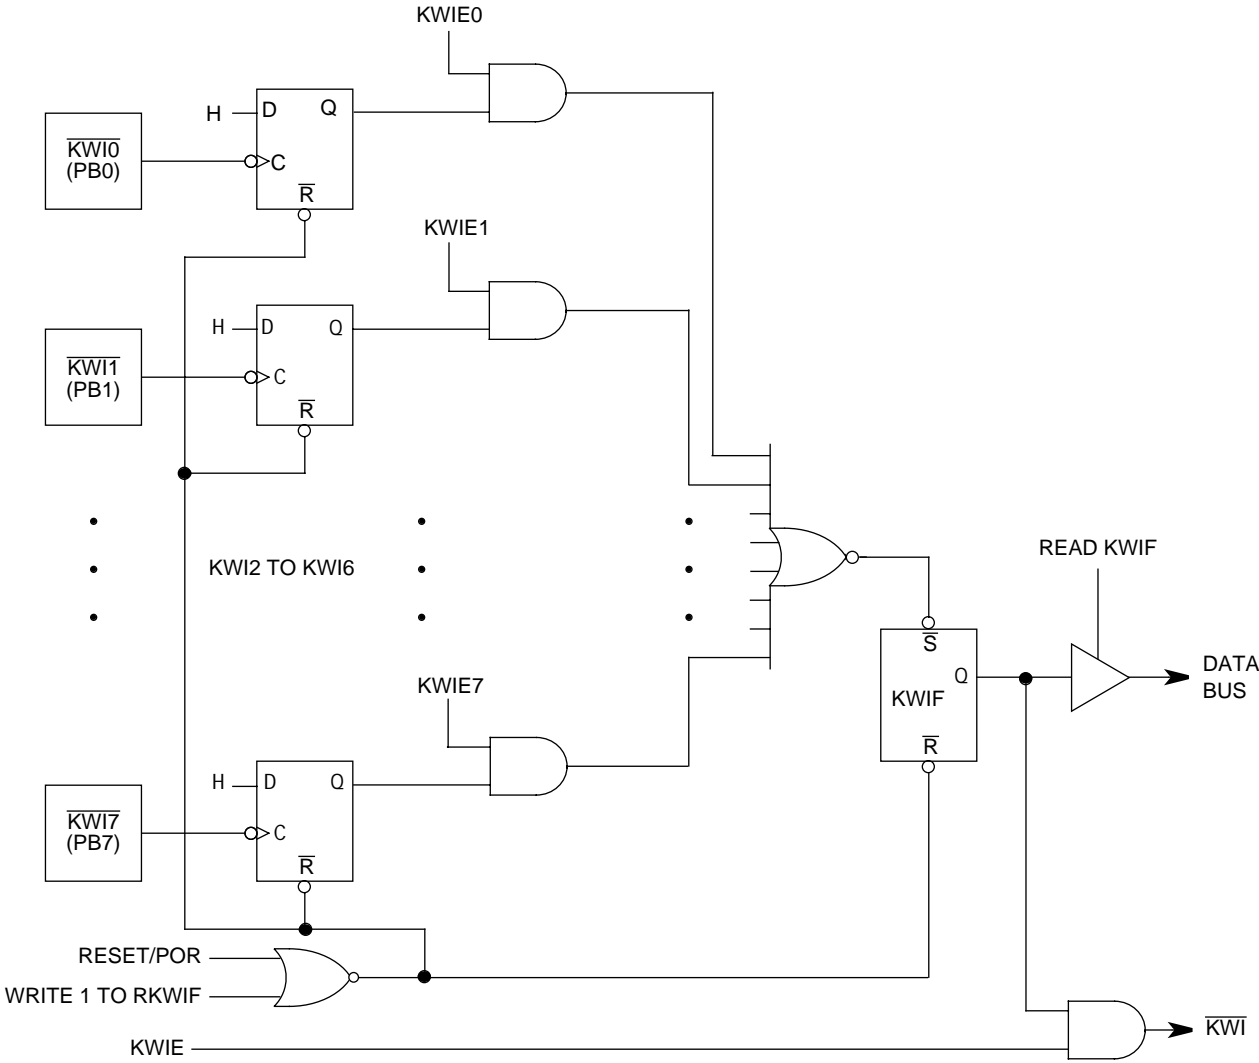 KWIE0
H
D
Q
KWI0
(PB0)
C
R
KWIE1
H
D
Q
KWI1
(PB1)
C
R
KWI2 TO KWI6
READ KWIF
S
Q
KWIF
R
DATA
BUS
KWIE7
H
D
Q
KWI7
(PB7)
C
R
RESET/POR
WRITE 1 TO RKWIF
KWIE
KWI